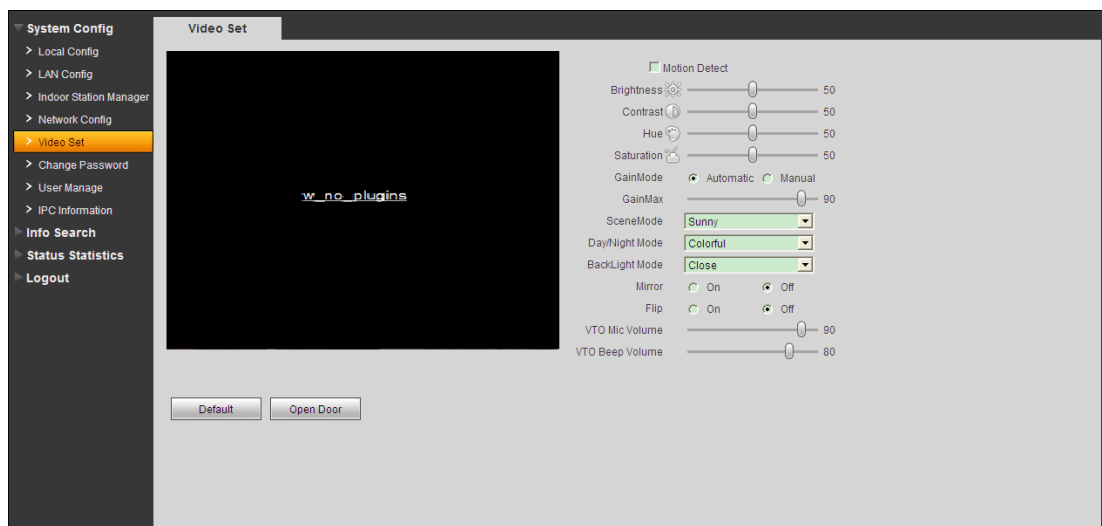 System Config
> Local Config
> LAN Config
> Indoor Station Manager
> Network Config
> Video Set
> Change Password
> User Manage
> IPC Information
Info Search
Status Statistics
Logout
Video Set
w_no_plugins
Motion Detect
Brightness 50
Contrast 50
Hue 50
Saturation 50
GainMode Automatic Manual
GainMax 90
SceneMode Sunny
Day/Night Mode Colorful
BackLight Mode Close
Mirror On Off
Flip On Off
VTO Mic Volume 90
VTO Beep Volume 80
Default Open Door